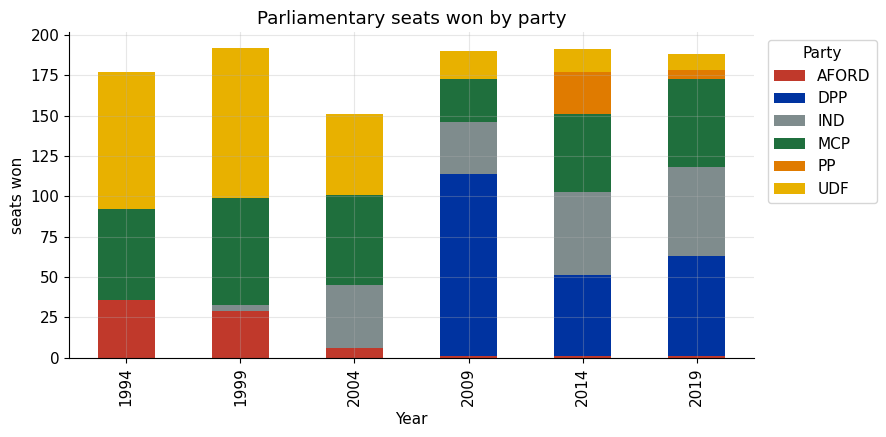 Parliamentary seats won by party
seats won
200
175
150
125
100
75
50
25
0
1994
1999
2004
2009
2014
2019
Year
Party
AFORD
DPP
IND
MCP
PP
UDF